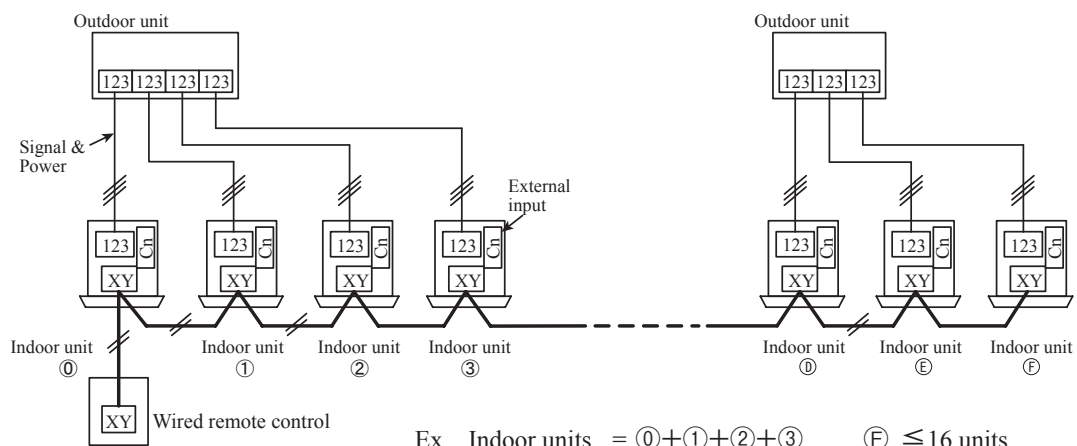 Outdoor unit
Outdoor unit
123 123 123 123
123 123 123
Signal &
Power
External
input
123 Cn
123 Cn
123 Cn
123 Cn
123 Cn
123 Cn
123 Cn
XY
XY
XY
XY
XY
XY
XY
Indoor unit
⓪
Indoor unit
①
Indoor unit
②
Indoor unit
③
Indoor unit
Ⓓ
Indoor unit
Ⓔ
Indoor unit
Ⓕ
XY
Wired remote control
Ex Indoor units = ⓪+①+②+③ Ⓕ ≦16 units